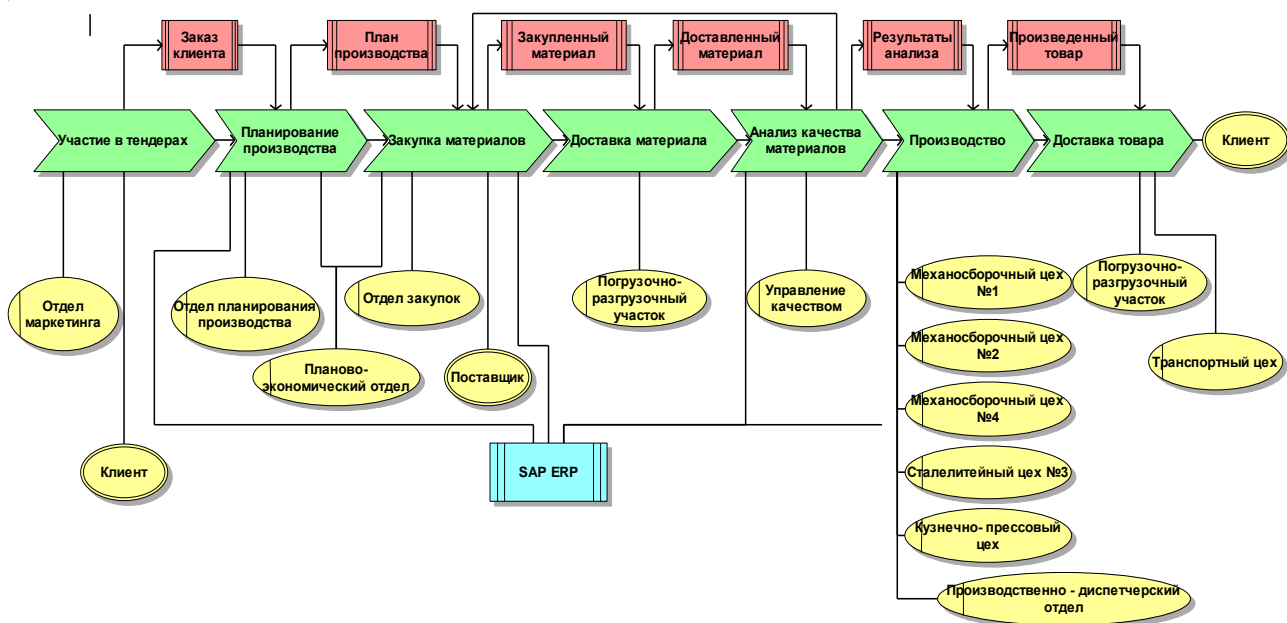 Заказ
клиента
План
производства
Закупленный
материал
Доставленный
материал
Результаты
анализа
Произведенный
товар
Участие в тендерах
Планирование
производства
Закупка материалов
Доставка материала
Анализ качества
материалов
Производство
Доставка товара
Клиент
Отдел
маркетинга
Отдел планирования
производства
Отдел закупок
Погрузочно-
разгрузочный
участок
Управление
качеством
Механосборочный цех
№1
Погрузочно-
разгрузочный
участок
Планово-
экономический отдел
Поставщик
Механосборочный цех
№2
Транспортный цех
Механосборочный цех
№4
Клиент
SAP ERP
Сталелитейный цех №3
Кузнечно- прессовый
цех
Производственно - диспетчерский
отдел